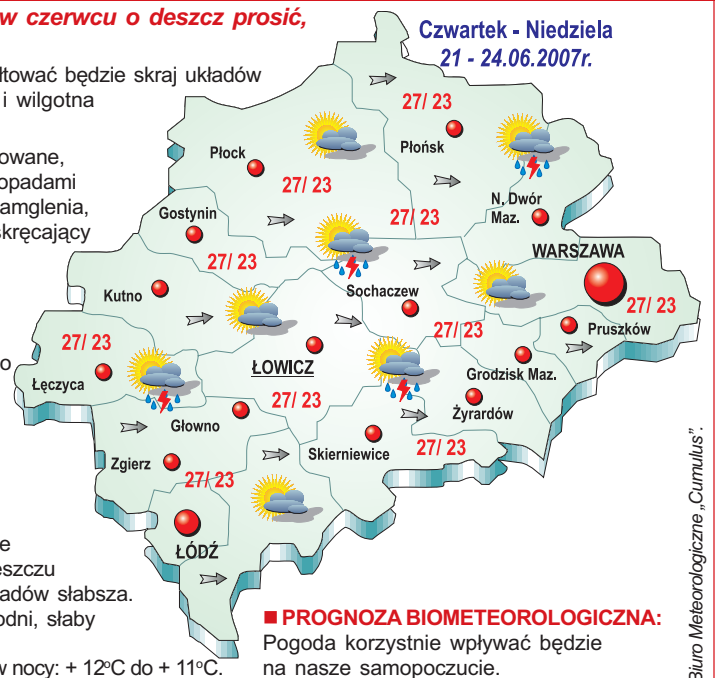 w czerwcu o deszcz prosić,
łtować będzie skraj układów
i wilgotna
owane,
opadami
amglenia,
skręcający
o
e
eszczu
adów słabsza.
odni, słaby
w nocy: + 12°C do + 11°C.
Czwartek - Niedziela
21 - 24.06.2007r.
27/ 23
Płońsk
Płock
27/ 23
27/ 23
N, Dwór
Maz.
Gostynin
27/ 23
WARSZAWA
Kutno
Sochaczew
27/ 23
27/ 23
Pruszków
27/ 23
Łęczyca
ŁOWICZ
Grodzisk Maz.
27/ 23
Żyrardów
Głowno
Skierniewice
27/ 23
Zgierz
27/ 23
ŁÓDŹ
■ PROGNOZA BIOMETEOROLOGICZNA:
Pogoda korzystnie wpływać będzie
na nasze samopoczucie.
Biuro Meteorologiczne „Cumulus”.